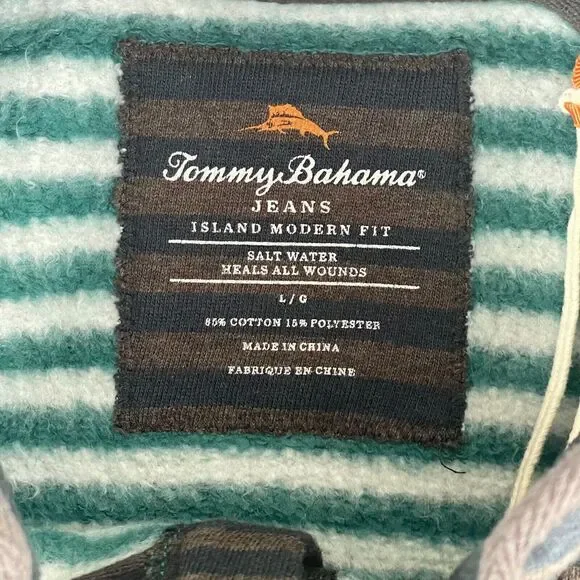 Tommy Bahama®
JEANS
ISLAND MODERN FIT
SALT WATER
HEALS ALL WOUNDS
L / G
85% COTTON 15% POLYESTER
MADE IN CHINA
FABRIQUE EN CHINE